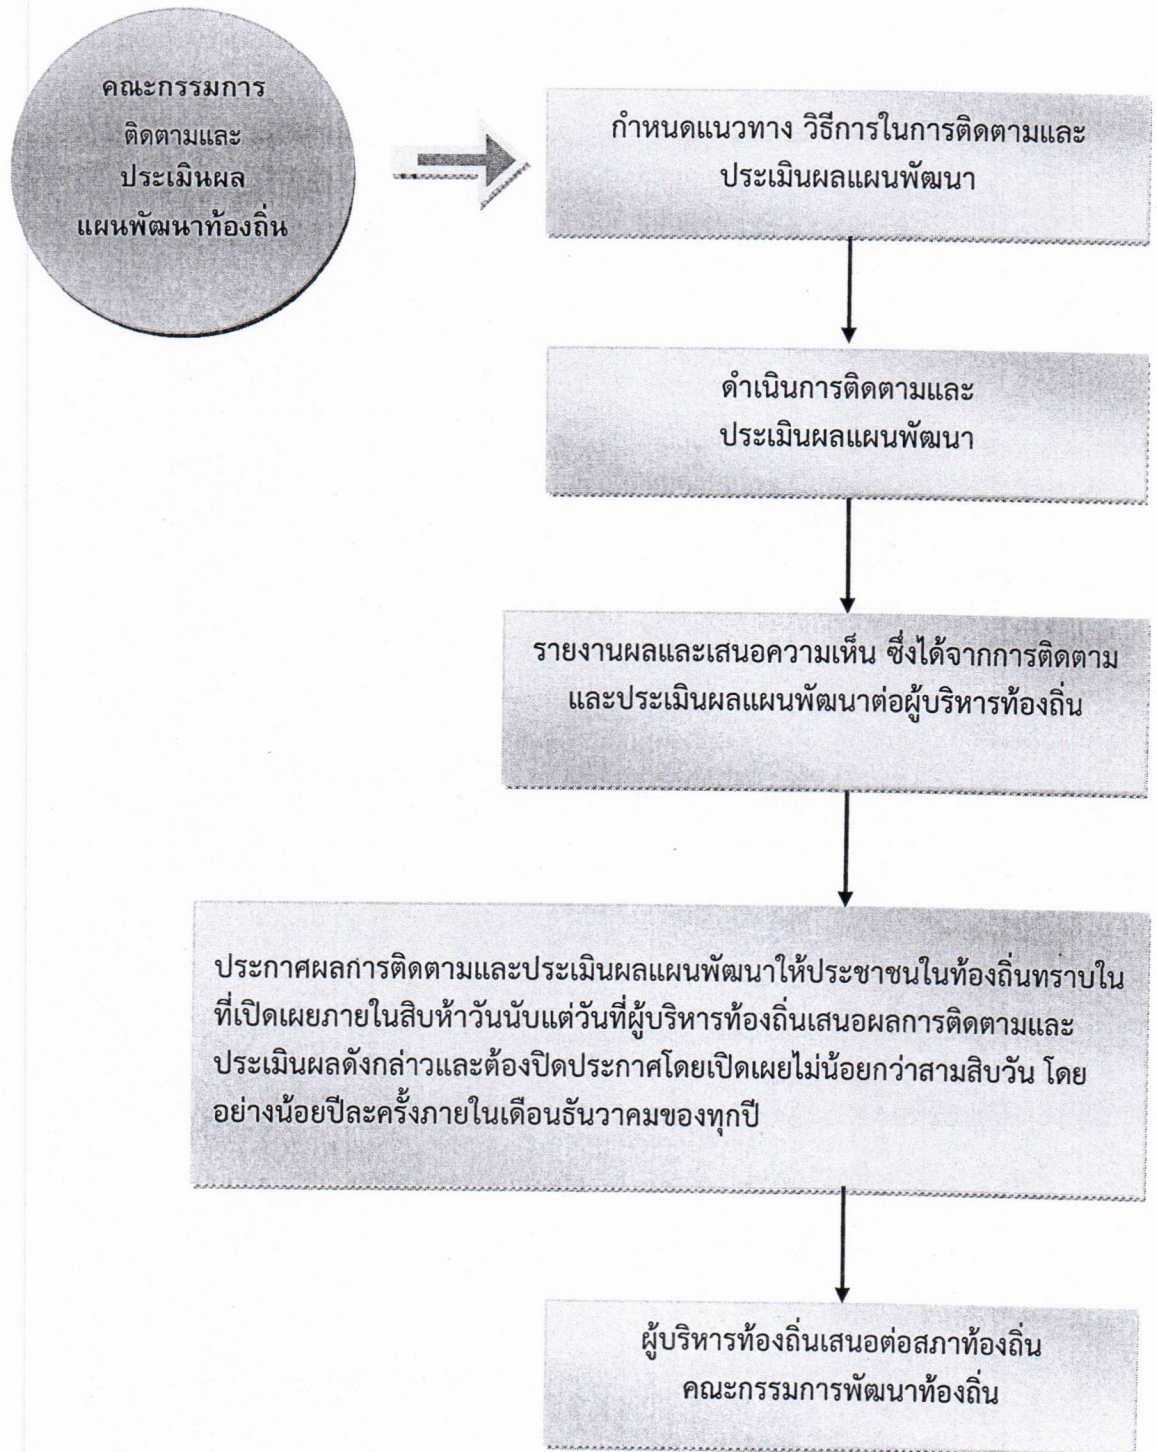 คณะกรรมการ
ติดตามและ
ประเมินผล
แผนพัฒนาท้องถิ่น
กำหนดแนวทาง วิธีการในการติดตามและ
ประเมินผลแผนพัฒนา
ดำเนินการติดตามและ
ประเมินผลแผนพัฒนา
รายงานผลและเสนอความเห็น ซึ่งได้จากการติดตาม
และประเมินผลแผนพัฒนาต่อผู้บริหารท้องถิ่น
ประกาศผลการติดตามและประเมินผลแผนพัฒนาให้ประชาชนในท้องถิ่นทราบใน
ที่เปิดเผยภายในสิบห้าวันนับแต่วันที่ผู้บริหารท้องถิ่นเสนอผลการติดตามและ
ประเมินผลดังกล่าวและต้องปิดประกาศโดยเปิดเผยไม่น้อยกว่าสามสิบวัน โดย
อย่างน้อยปีละครั้งภายในเดือนธันวาคมของทุกปี
ผู้บริหารท้องถิ่นเสนอต่อสภาท้องถิ่น
คณะกรรมการพัฒนาท้องถิ่น